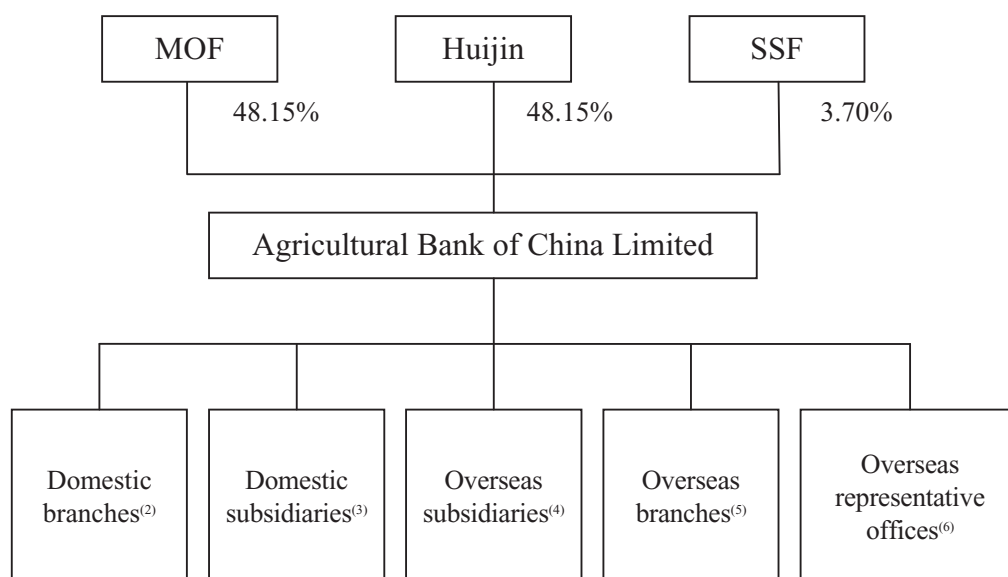 MOF
Huijin
SSF
48.15%
48.15%
3.70%
Agricultural Bank of China Limited
Domestic
branches(2)
Domestic
subsidiaries(3)
Overseas
subsidiaries(4)
Overseas
branches(5)
Overseas
representative
offices(6)